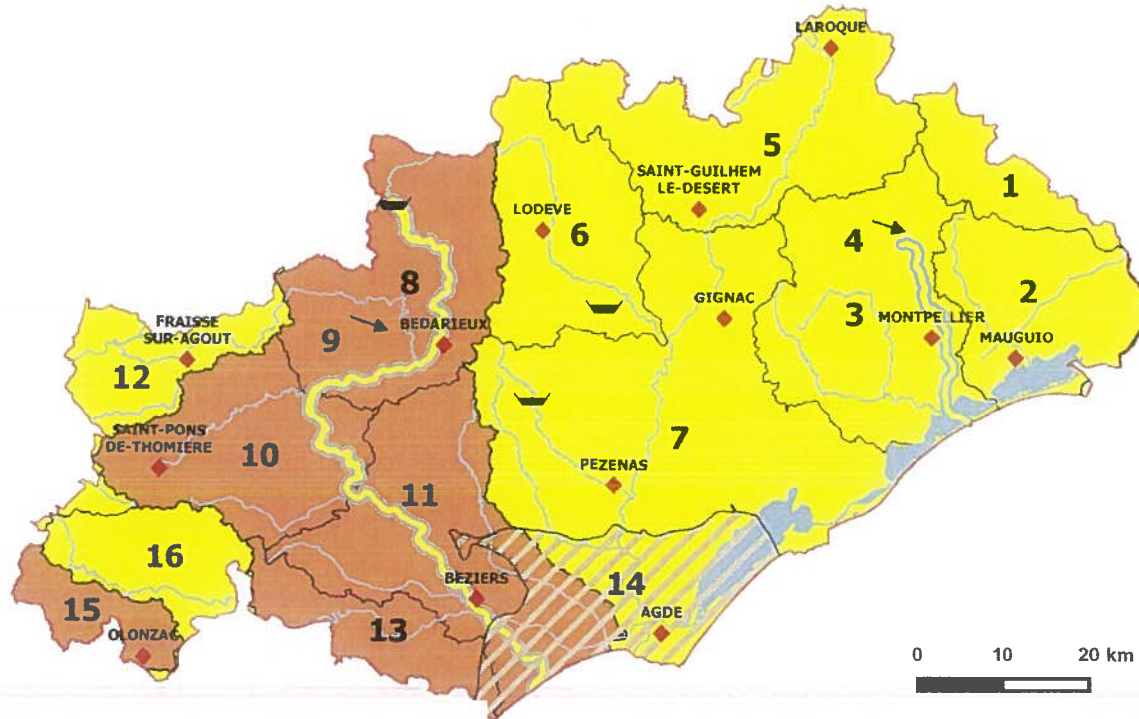 LAROQUE
5
SAINT-GUILHEM
LE-DESERT
1
LODEVE
6
4
8
GIGNAC
2
FRAISSE
SUR-AGOUT
9
BEDARIEUX
3
MONTPELLIER
MAUGUIO
12
SAINT-PONS
DE-THOMIERE
10
7
11
PEZENAS
16
14
BEZIERS
15
AGDE
13
OLONZAC
0 10 20 km